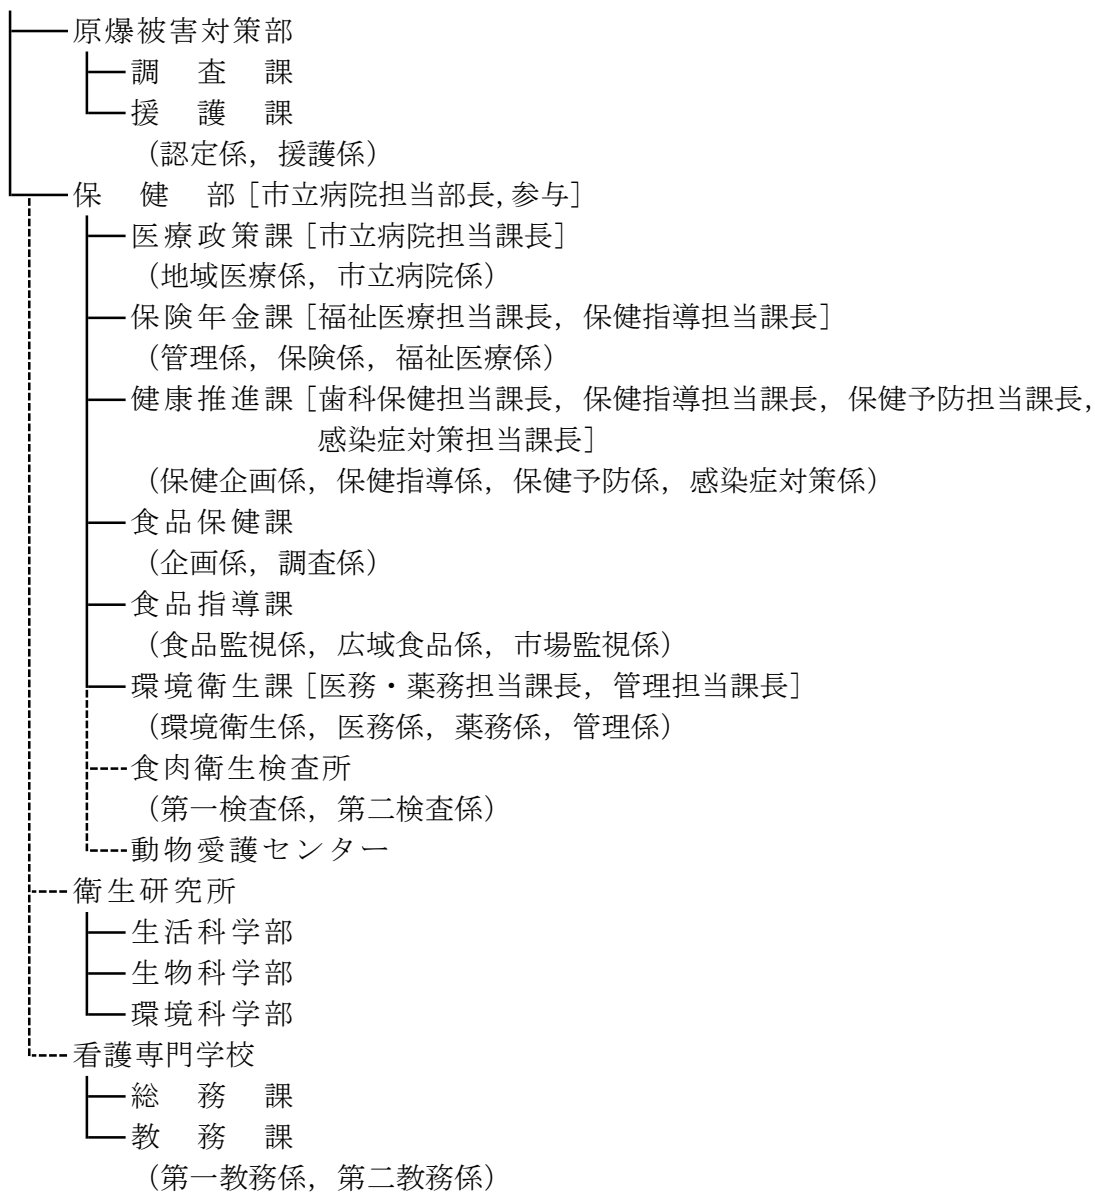 原爆被害対策部
調査課
援護課
（認定係，援護係）
保健部［市立病院担当部長，参与］
医療政策課［市立病院担当課長］
（地域医療係，市立病院係）
保険年金課［福祉医療担当課長，保健指導担当課長］
（管理係，保険係，福祉医療係）
健康推進課［歯科保健担当課長，保健指導担当課長，保健予防担当課長，
感染症対策担当課長］
（保健企画係，保健指導係，保健予防係，感染症対策係）
食品保健課
（企画係，調査係）
食品指導課
（食品監視係，広域食品係，市場監視係）
環境衛生課［医務・薬務担当課長，管理担当課長］
（環境衛生係，医務係，薬務係，管理係）
食肉衛生検査所
（第一検査係，第二検査係）
動物愛護センター
衛生研究所
生活科学部
生物科学部
環境科学部
看護専門学校
総務課
教務課
（第一教務係，第二教務係）